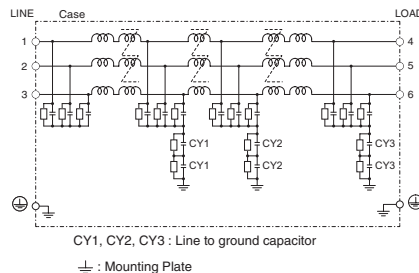 LINE Case LOAD
1 4
2 5
3 6
CY1 CY2 CY3
CY1 CY2 CY3
CY1, CY2, CY3 : Line to ground capacitor
: Mounting Plate